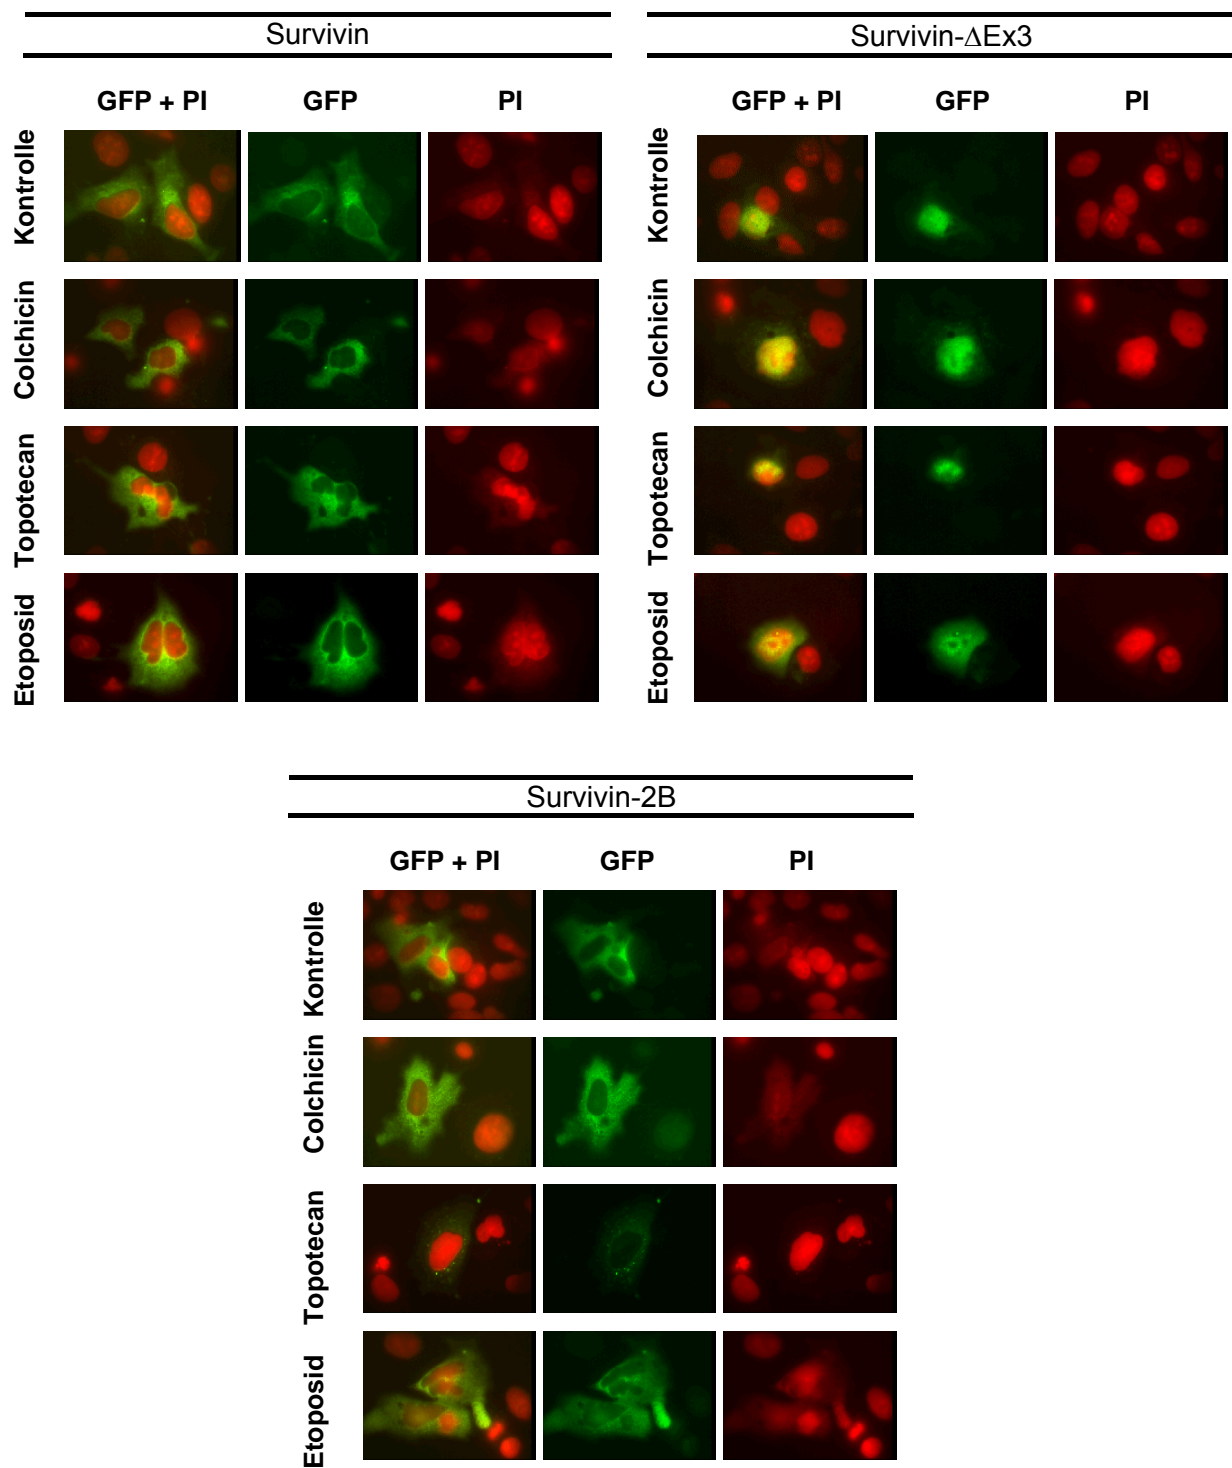 Survivin
GFP + PI GFP PI
Kontrolle
Colchicin
Topotecan
Etoposid
Survivin-ΔEx3
GFP + PI GFP PI
Kontrolle
Colchicin
Topotecan
Etoposid
Survivin-2B
GFP + PI GFP PI
Kontrolle
Colchicin
Topotecan
Etoposid